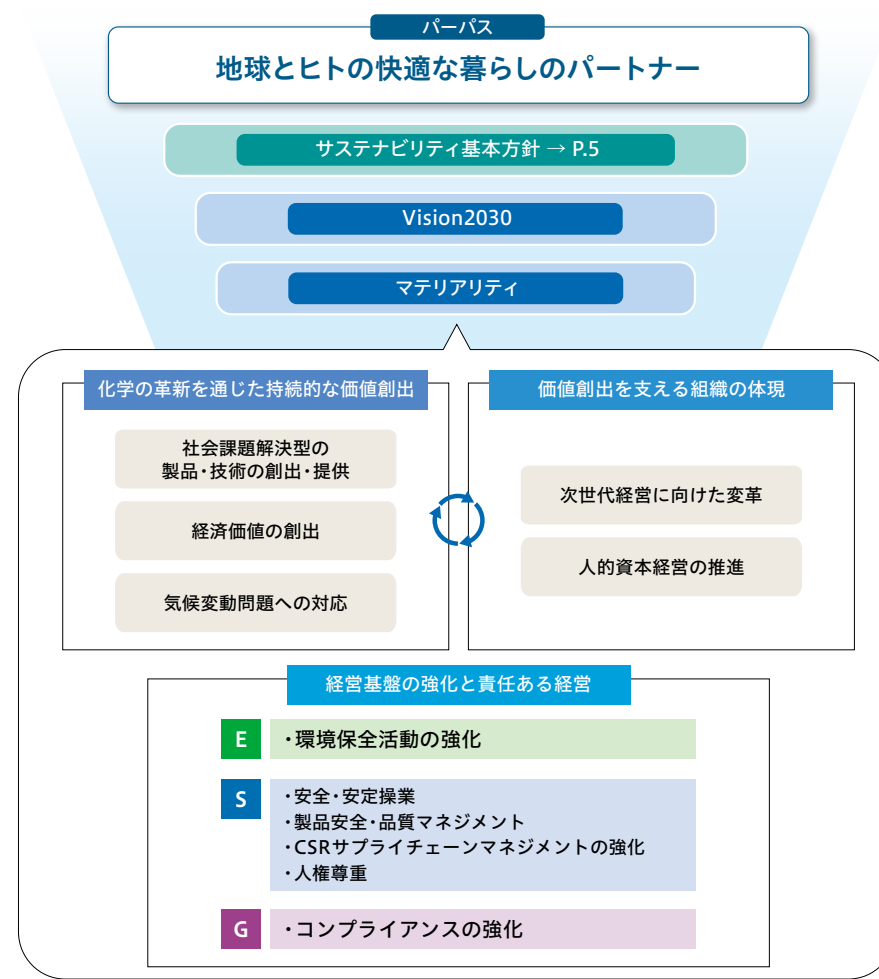 パーパス
地球とヒトの快適な暮らしのパートナー
サステナビリティ基本方針 → P.5
Vision2030
マテリアリティ
化学の革新を通じた持続的な価値創出
社会課題解決型の
製品・技術の創出・提供
経済価値の創出
気候変動問題への対応
価値創出を支える組織の体現
次世代経営に向けた変革
人的資本経営の推進
経営基盤の強化と責任ある経営
E
・環境保全活動の強化
S
・安全・安定操業
・製品安全・品質マネジメント
・CSRサプライチェーンマネジメントの強化
・人権尊重
G
・コンプライアンスの強化